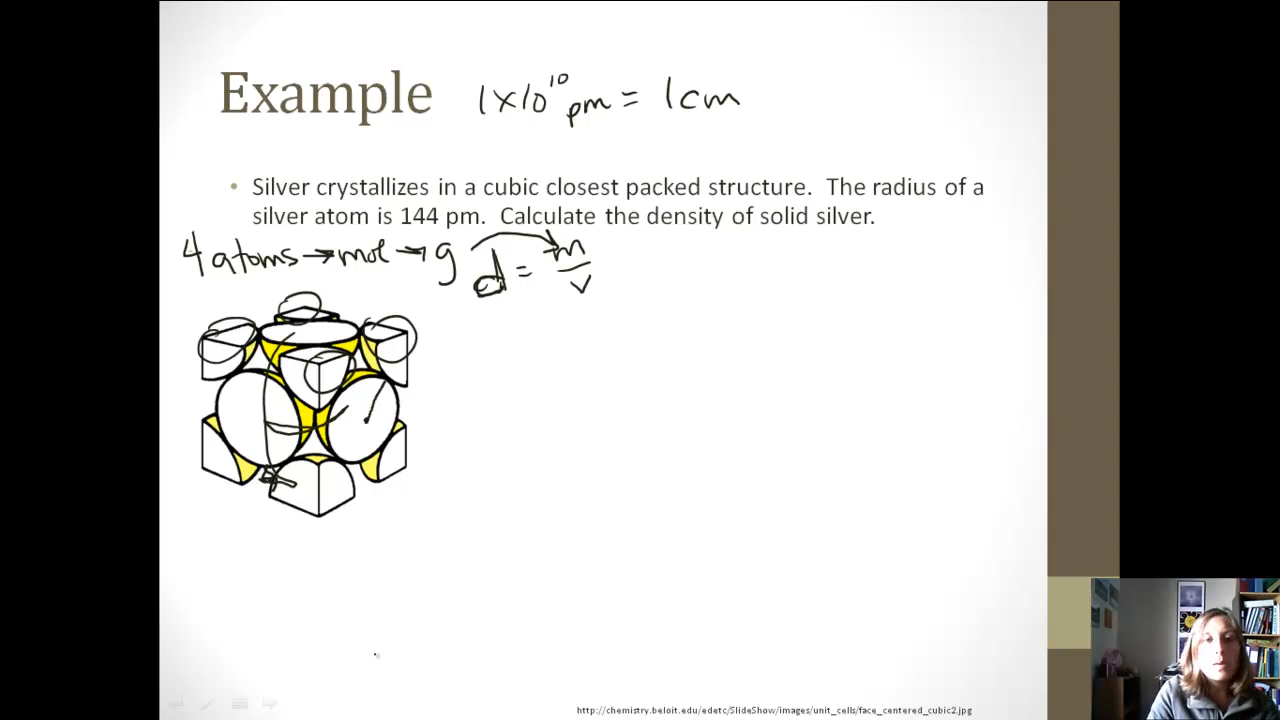 Example 1x10^10 pm = 1cm
• Silver crystallizes in a cubic closest packed structure. The radius of a
silver atom is 144 pm. Calculate the density of solid silver.
4 atoms → mol → g d = m/v
http://chemistry.beloit.edu/edetc/SlideShow/images/unit_cells/face_centered_cubic2.jpg